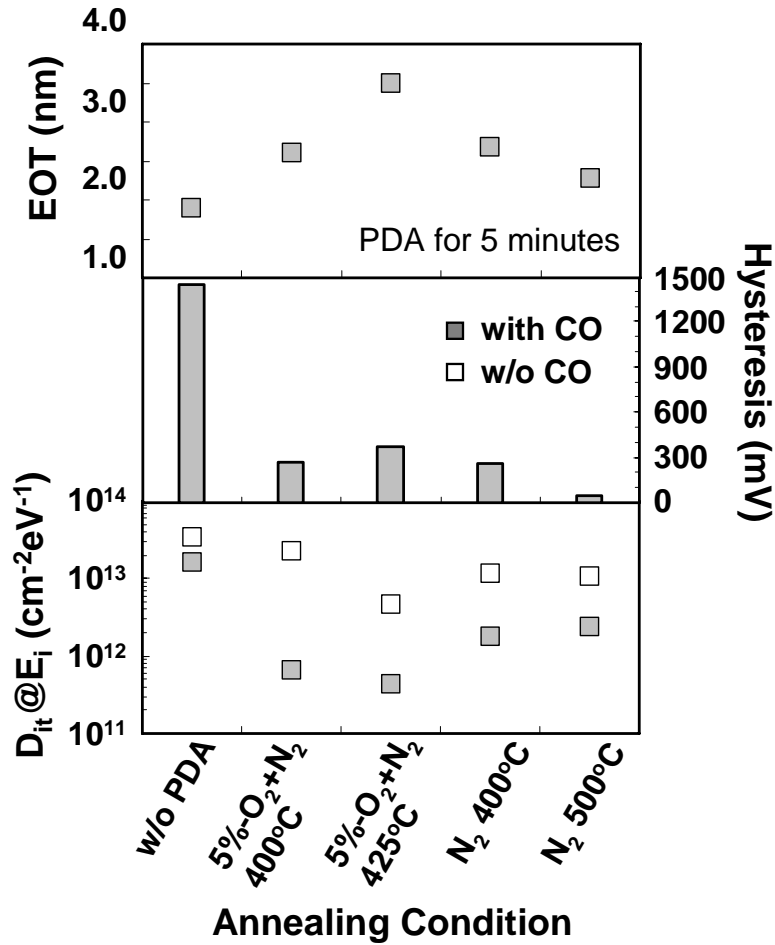 4.0
3.0
2.0
1.0
EOT (nm)
PDA for 5 minutes
1500
1200
900
600
300
0
Hysteresis (mV)
with CO
w/o CO
10¹⁴
10¹³
10¹²
10¹¹
Dᵢₜ@Eᵢ (cm⁻²eV⁻¹)
w/o PDA
5%-O₂+N₂
400°C
5%-O₂+N₂
425°C
N₂ 400°C
N₂ 500°C
Annealing Condition